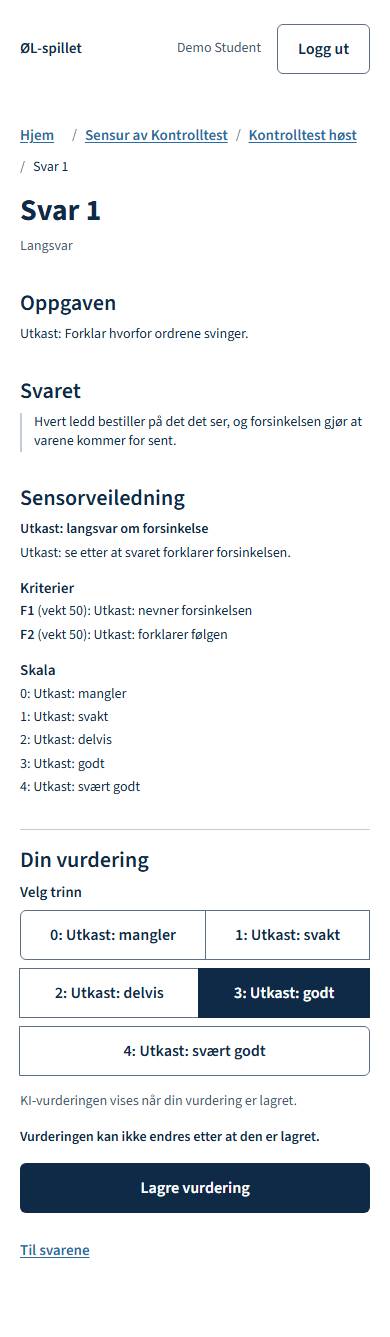 ØL-spillet
Demo Student
Logg ut
Hjem / Sensur av Kontrolltest / Kontrolltest høst
/ Svar 1
Svar 1
Langsvar
Oppgaven
Utkast: Forklar hvorfor ordrene svinger.
Svaret
Hvert ledd bestiller på det det ser, og forsinkelsen gjør at
varene kommer for sent.
Sensorveiledning
Utkast: langsvar om forsinkelse
Utkast: se etter at svaret forklarer forsinkelsen.
Kriterier
F1 (vekt 50): Utkast: nevner forsinkelsen
F2 (vekt 50): Utkast: forklarer følgen
Skala
0: Utkast: mangler
1: Utkast: svakt
2: Utkast: delvis
3: Utkast: godt
4: Utkast: svært godt
Din vurdering
Velg trinn
0: Utkast: mangler
1: Utkast: svakt
2: Utkast: delvis
3: Utkast: godt
4: Utkast: svært godt
KI-vurderingen vises når din vurdering er lagret.
Vurderingen kan ikke endres etter at den er lagret.
Lagre vurdering
Til svarene